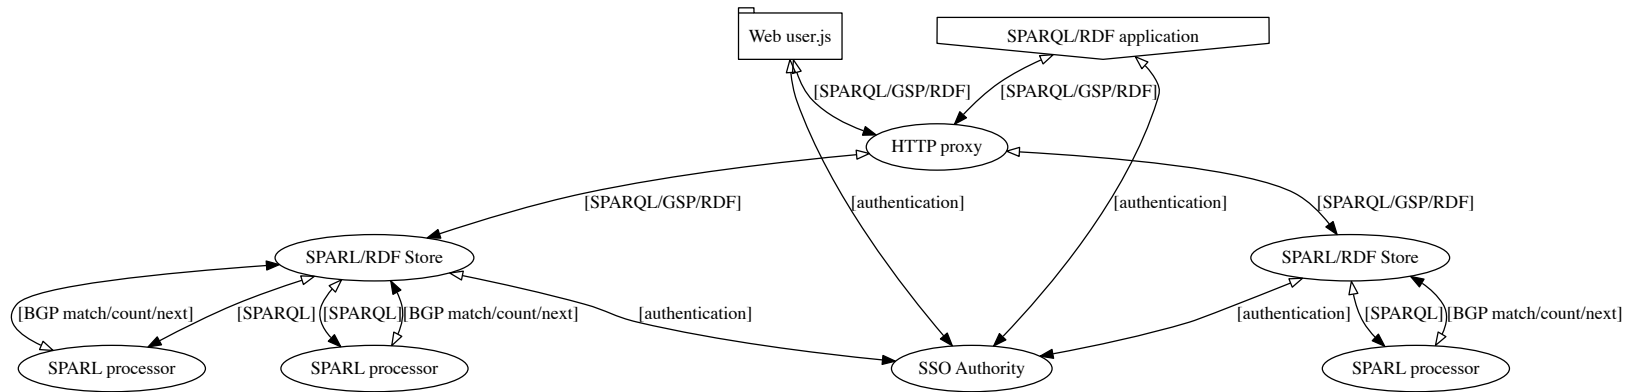 Web user.js
SPARQL/RDF application
[SPARQL/GSP/RDF]
[SPARQL/GSP/RDF]
HTTP proxy
[SPARQL/GSP/RDF]
[authentication]
[authentication]
[SPARQL/GSP/RDF]
SPARL/RDF Store
SPARL/RDF Store
[BGP match/count/next]
[SPARQL]
[SPARQL]
[BGP match/count/next]
[authentication]
[authentication]
[SPARQL]
[BGP match/count/next]
SPARL processor
SPARL processor
SSO Authority
SPARL processor